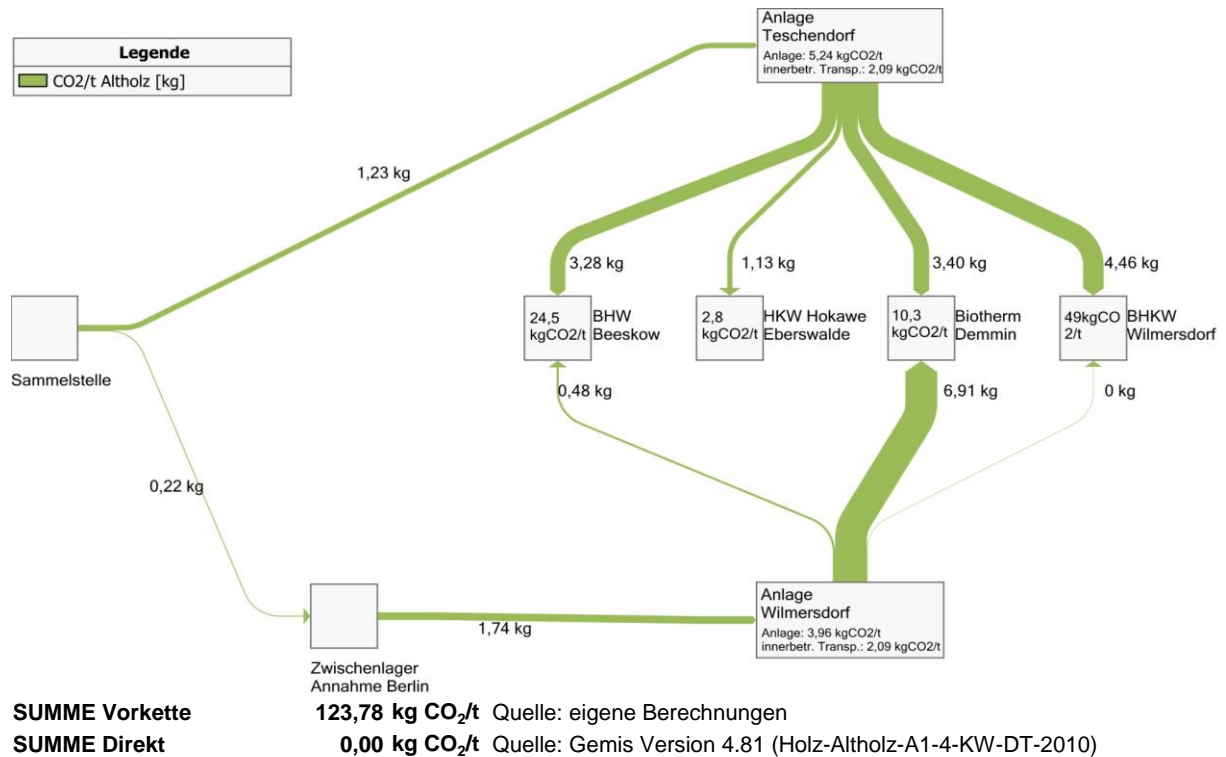 Anlage
Teschendorf
Anlage: 5,24 kgCO2/t
innerbetr. Transp.: 2,09 kgCO2/t
Legende
CO2/t Altholz [kg]
1,23 kg
3,28 kg
1,13 kg
3,40 kg
4,46 kg
24,5
kgCO2/t
BHW
Beeskow
2,8
kgCO2/t
HKW Hokawe
Eberswalde
10,3
kgCO2/t
Biotherm
Demmin
49kgCO
2/t
BHKW
Wilmersdorf
Sammelstelle
0,48 kg
6,91 kg
0 kg
0,22 kg
Anlage
Wilmersdorf
Anlage: 3,96 kgCO2/t
innerbetr. Transp.: 2,09 kgCO2/t
1,74 kg
Zwischenlager
Annahme Berlin
SUMME Vorkette 123,78 kg CO₂/t Quelle: eigene Berechnungen
SUMME Direkt 0,00 kg CO₂/t Quelle: Gemis Version 4.81 (Holz-Altholz-A1-4-KW-DT-2010)